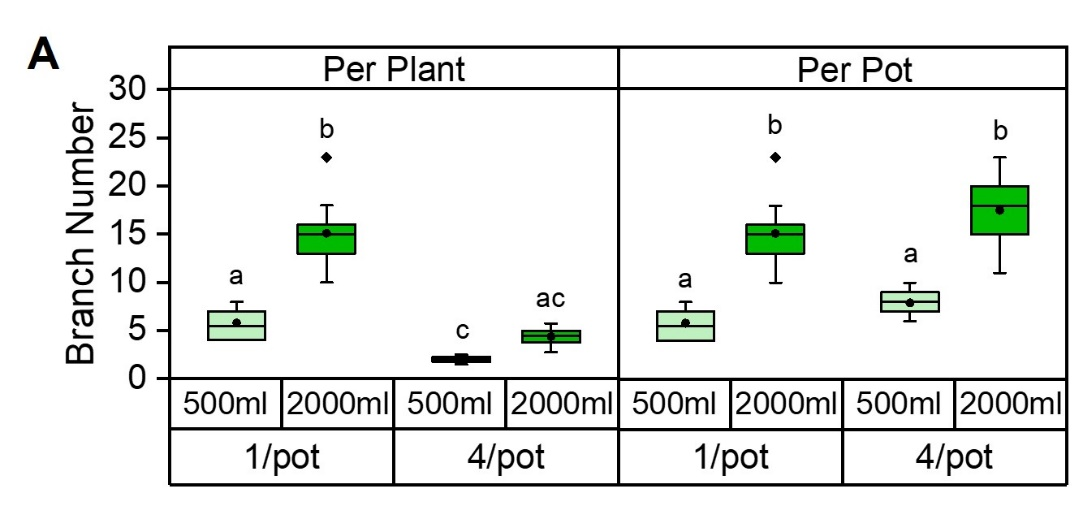 A
Per Plant Per Pot
30
25
20
15
10
5
0
Branch Number
a b c ac a b a b
500ml 2000ml 500ml 2000ml 500ml 2000ml 500ml 2000ml
1/pot 4/pot 1/pot 4/pot